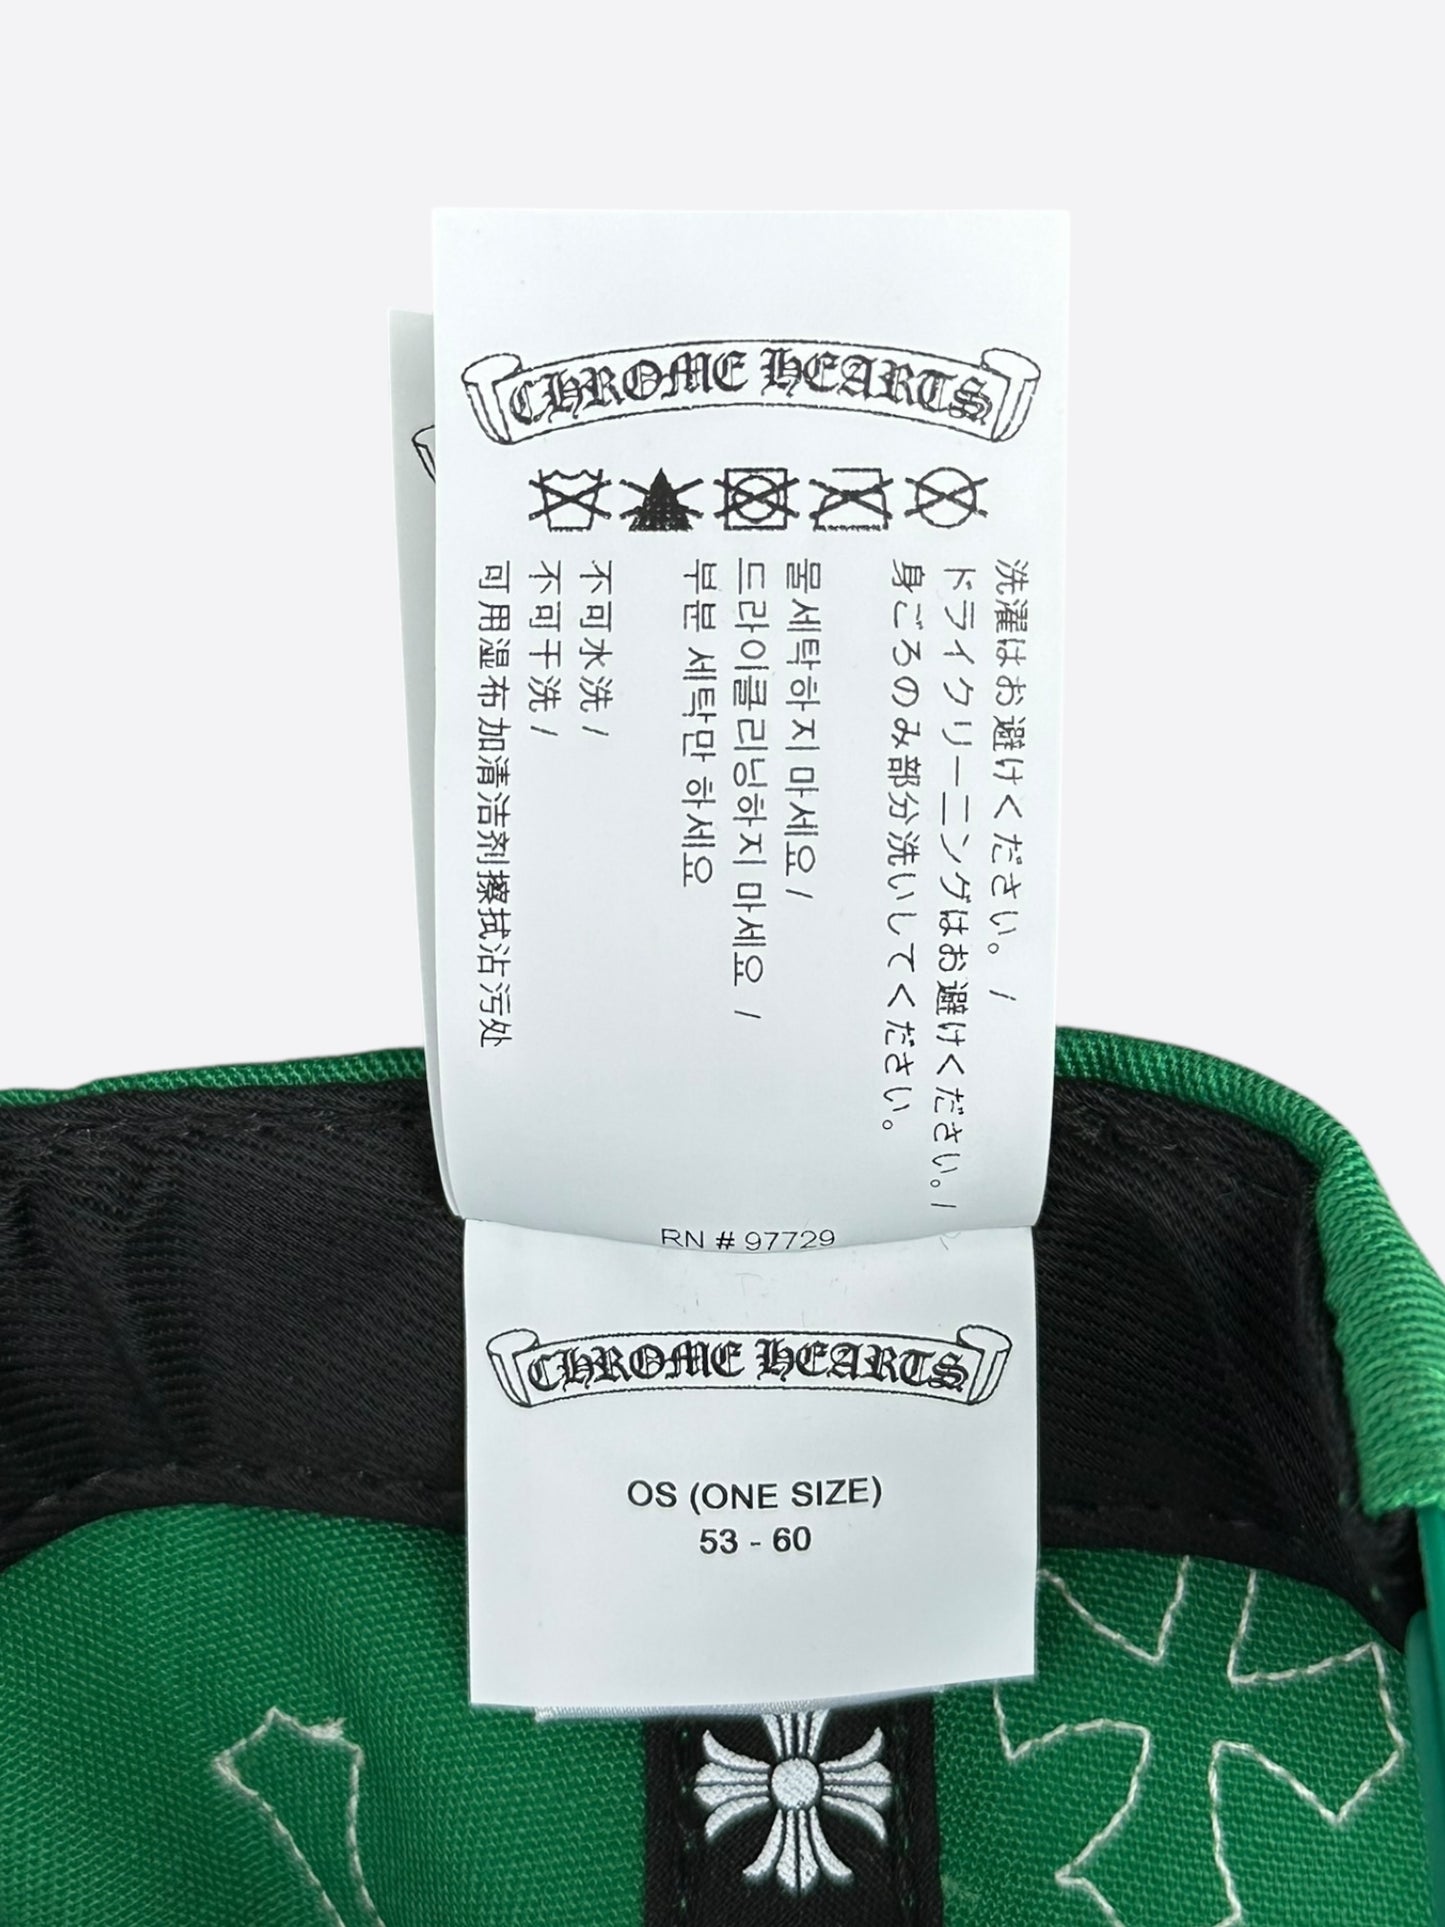 CHROME HEARTS
洗濯はお避けください。/
ドライクリーニングはお避けください。/
身ごろのみ部分洗いしてください。
물세탁하지 마세요/
드라이클리닝하지 마세요 /
부분 세탁만 하세요
不可水洗/
不可干洗/
可用湿布加清洁剂擦拭沾污处
RN # 97729
CHROME HEARTS
OS (ONE SIZE)
53 - 60